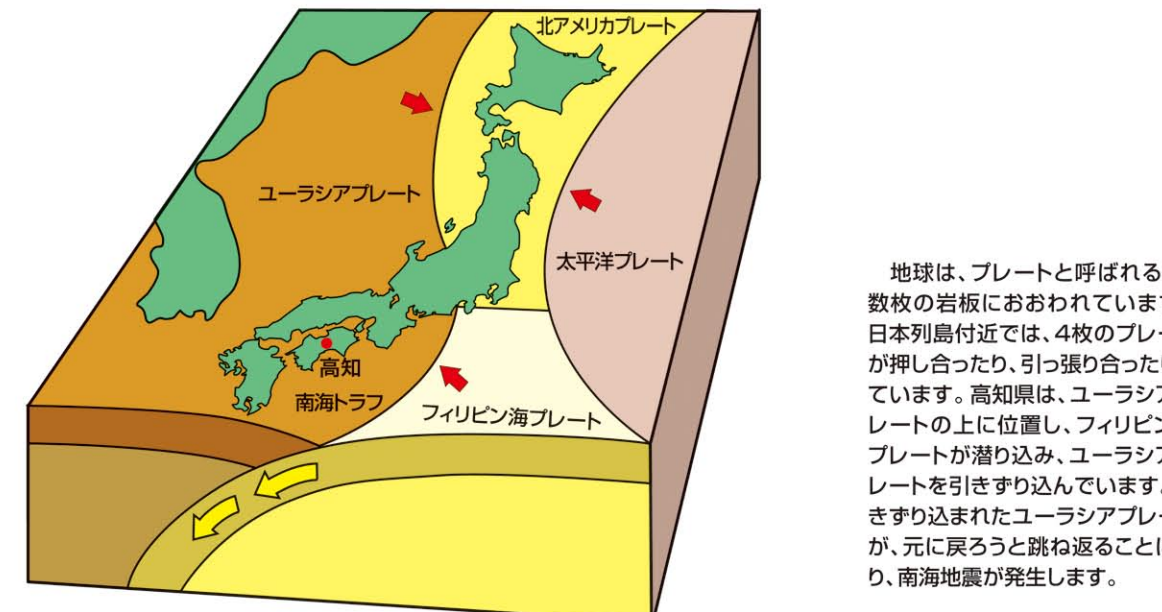 北アメリカプレート
ユーラシアプレート
太平洋プレート
高知
南海トラフ
フィリピン海プレート
地球は、プレートと呼ばれる
数枚の岩板におおわれています
日本列島付近では、4枚のプレー
が押し合ったり、引っ張り合ったり
ています。高知県は、ユーラシア
レートの上に位置し、フィリピン
プレートが潜り込み、ユーラシア
レートを引きずり込んでいます。
きずり込まれたユーラシアプレー
が、元に戻ろうと跳ね返ることに
り、南海地震が発生します。